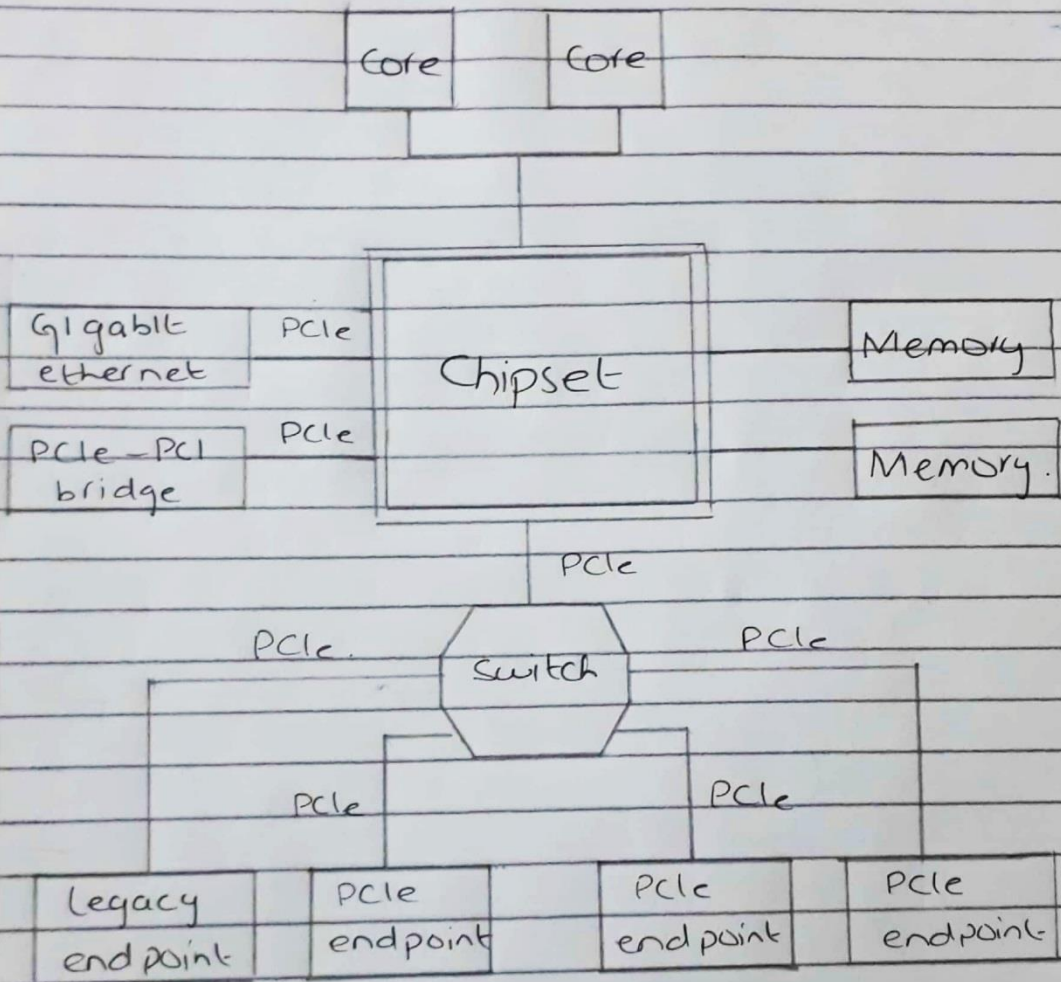 Core
Core
Gigabit
ethernet
PCIe
Chipset
Memory
PCIe-PCI
bridge
PCIe
Memory.
PCIe
PCIe.
Switch
PCIe
PCIe
PCIe
Legacy
endpoint
PCIe
endpoint
PCIe
endpoint
PCIe
endpoint